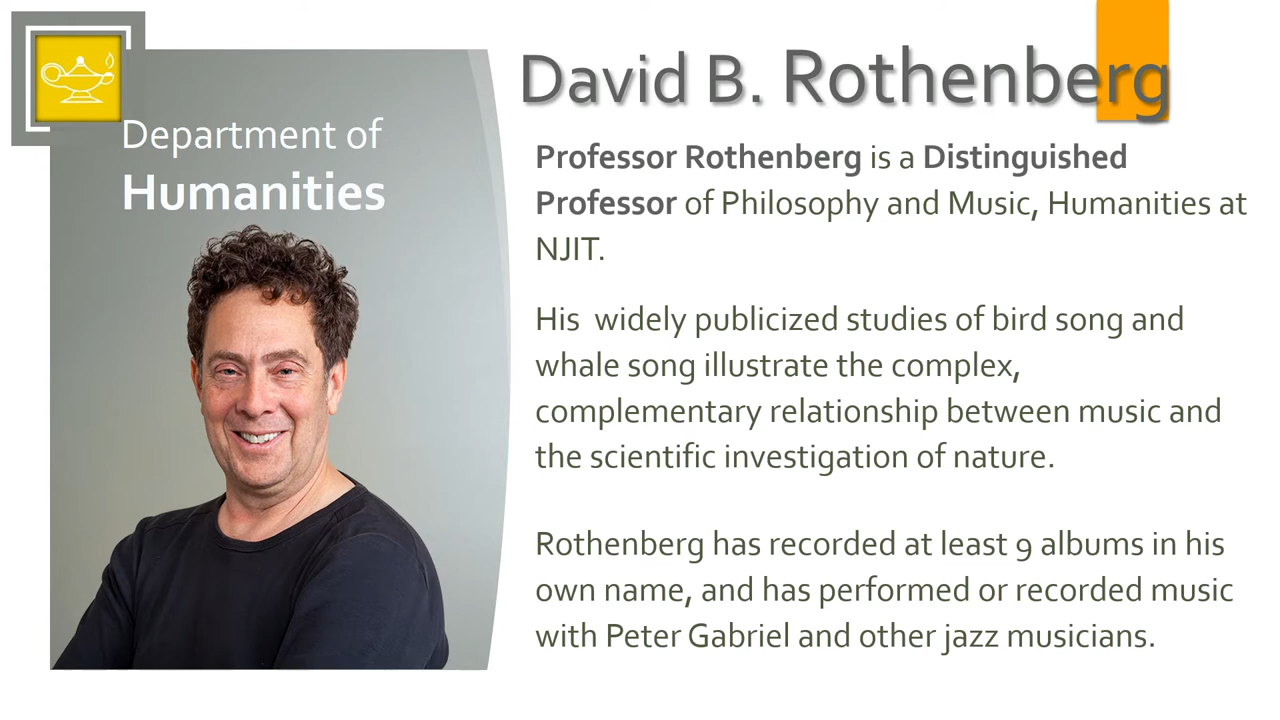 Department of
Humanities
David B. Rothenberg
Professor Rothenberg is a Distinguished
Professor of Philosophy and Music, Humanities at
NJIT.
His  widely publicized studies of bird song and
whale song illustrate the complex,
complementary relationship between music and
the scientific investigation of nature.
Rothenberg has recorded at least 9 albums in his
own name, and has performed or recorded music
with Peter Gabriel and other jazz musicians.